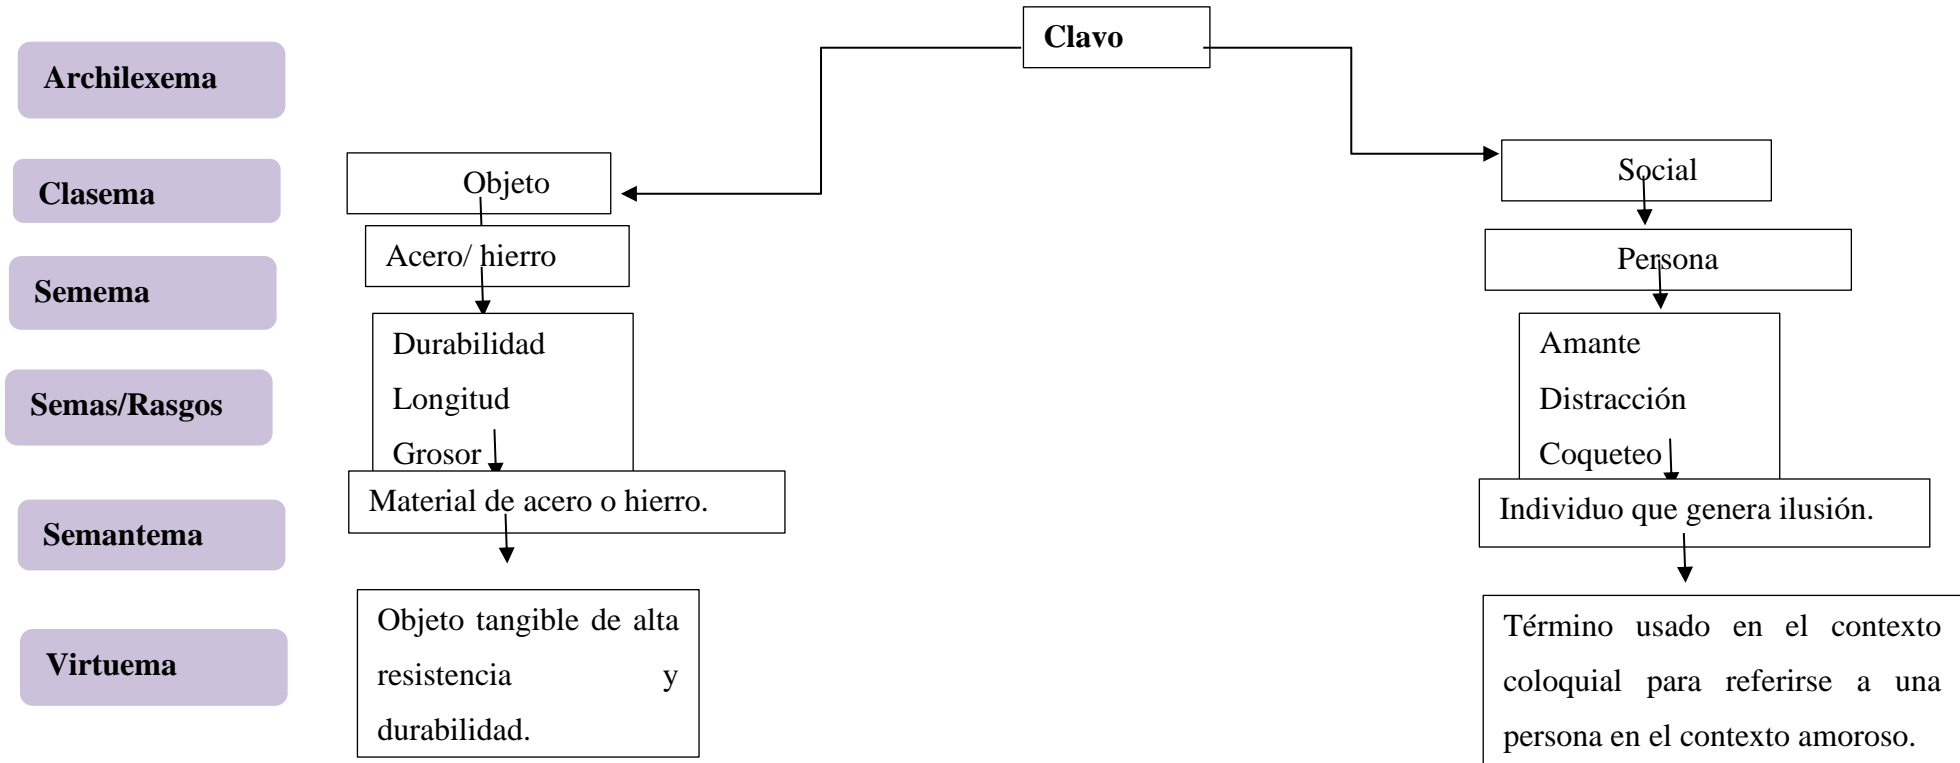 Clavo
Archilexema
Clasema
Objeto
Social
Semema
Acero/ hierro
Persona
Semas/Rasgos
Durabilidad
Longitud
Grosor
Amante
Distracción
Coqueteo
Semantema
Material de acero o hierro.
Individuo que genera ilusión.
Virtuema
Objeto tangible de alta
resistencia y
durabilidad.
Término usado en el contexto
coloquial para referirse a una
persona en el contexto amoroso.